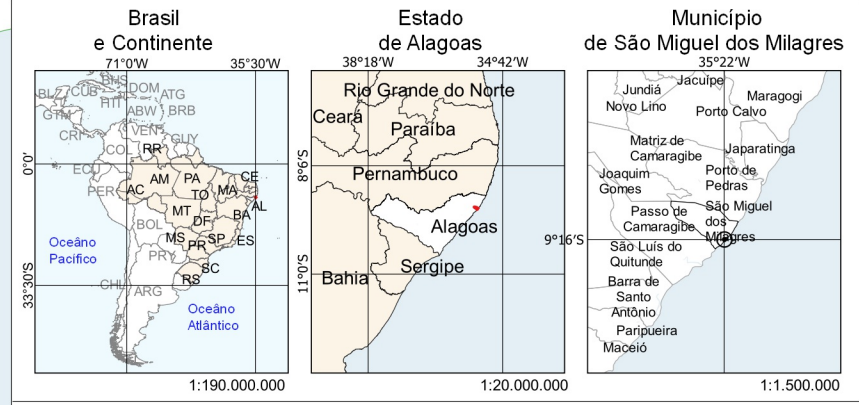 Brasil
e Continente
71°0'W 35°30'W
0°0'
33°30'S
BHS
BLZ CUB DOM ATG
HTI
GTM ABW BRB
CRI VEN GUY
COL RR
ECU AM PA MA CE
PER AC TO AL
BOL MT DF BA
MS SP ES
PRY PR
SC
CHL ARG RS
Oceâno
Pacífico
Oceâno
Atlântico
1:190.000.000
Estado
de Alagoas
38°18'W 34°42'W
8°6'S
11°0'S
Rio Grande do Norte
Ceará
Paraíba
Pernambuco
Alagoas
Sergipe
Bahia
1:20.000.000
Município
de São Miguel dos Milagres
35°22'W
9°16'S
Jacuípe
Jundiá
Maragogi
Novo Lino
Porto Calvo
Matriz de
Camaragibe
Japaratinga
Joaquim
Gomes
Porto de
Pedras
Passo de
Camaragibe
São Miguel
dos
Milagres
São Luís do
Quitunde
Barra de
Santo
Antônio
Paripueira
Maceió
1:1.500.000